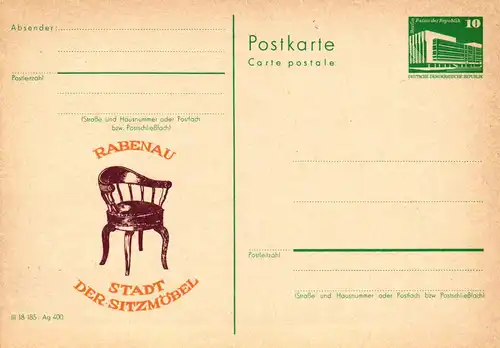 Absender:
Postleitzahl
(Straße und Hausnummer oder Postfach
bzw. Postschließfach)
RABENAU
STADT
DER SITZMÖBEL
III 18 185 Ag 400
Postkarte
Carte postale
Berlin Palast der Republik 10
DEUTSCHE DEMOKRATISCHE REPUBLIK
Postleitzahl
(Straße und Hausnummer oder Postfach bzw. Postschließfach)